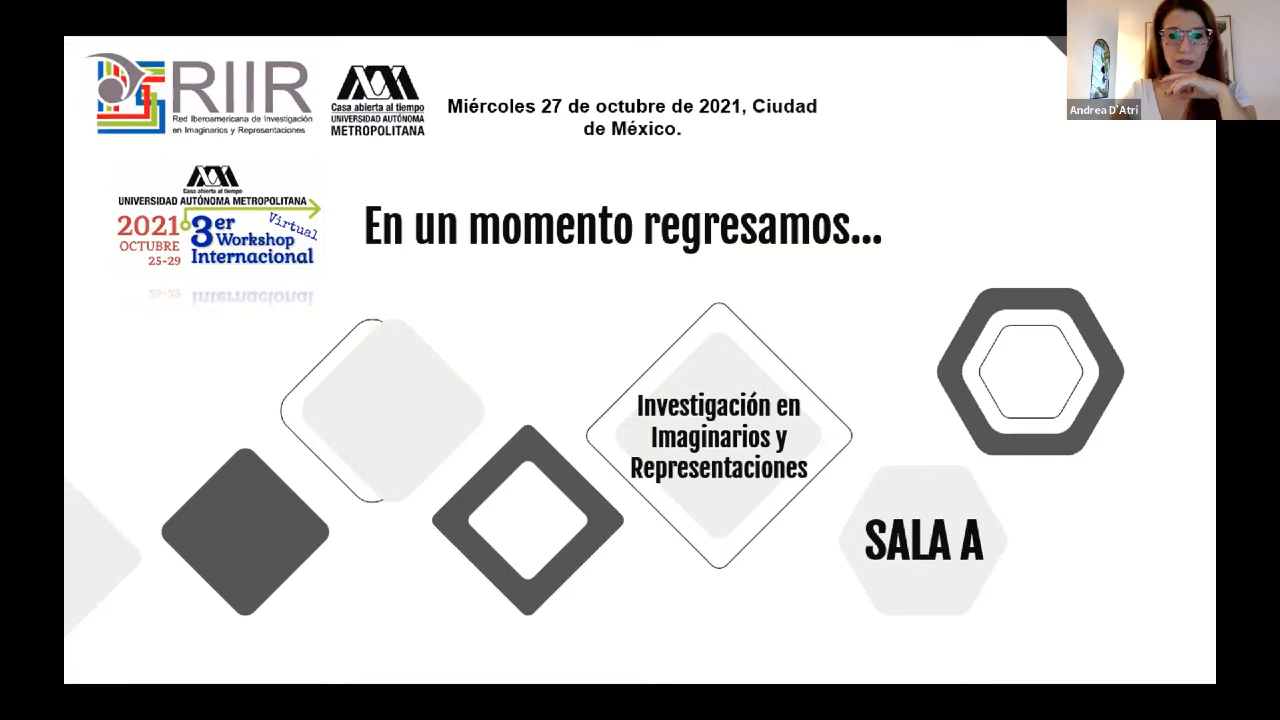 RIIR
Red Iberoamericana de Investigación
en Imaginarios y Representaciones
Casa abierta al tiempo
UNIVERSIDAD AUTÓNOMA
METROPOLITANA
Miércoles 27 de octubre de 2021, Ciudad
de México.
Andrea D'Atri
Casa abierta al tiempo
UNIVERSIDAD AUTÓNOMA METROPOLITANA
2021
OCTUBRE
25-29
3er
Virtual
Workshop
Internacional
En un momento regresamos...
Investigación en
Imaginarios y
Representaciones
SALA A